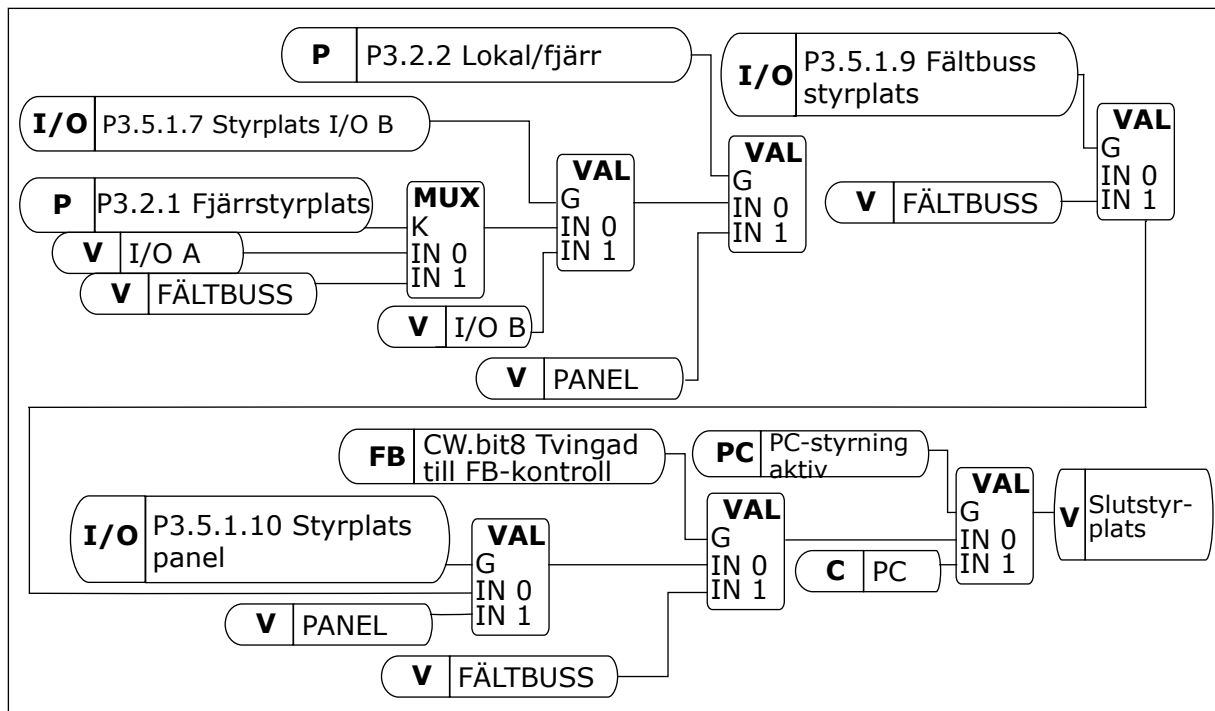 P P3.2.2 Lokal/fjärr
I/O P3.5.1.9 Fältbuss
styrplats
I/O P3.5.1.7 Styrplats I/O B
VAL
G
IN 0
IN 1
VAL
G
IN 0
IN 1
VAL
G
IN 0
IN 1
P P3.2.1 Fjärrstyrplats
MUX
K
IN 0
IN 1
V FÄLTBUSS
V I/O A
V FÄLTBUSS
V I/O B
V PANEL
FB CW.bit8 Tvingad
till FB-kontroll
PC PC-styrning
aktiv
VAL
G
IN 0
IN 1
V Slutstyr-
plats
I/O P3.5.1.10 Styrplats
panel
VAL
G
IN 0
IN 1
VAL
G
IN 0
IN 1
C PC
V PANEL
V FÄLTBUSS